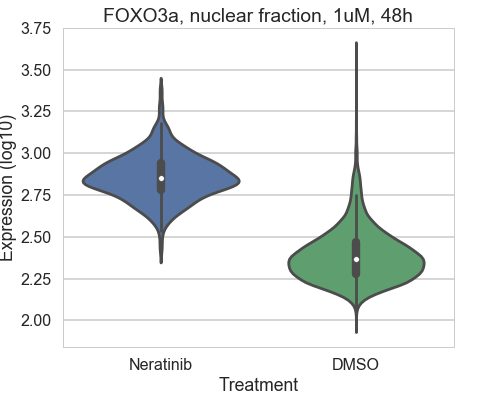 FOXO3a, nuclear fraction, 1uM, 48h
3.75
3.50
3.25
3.00
2.75
2.50
2.25
2.00
Expression (log10)
Neratinib
DMSO
Treatment